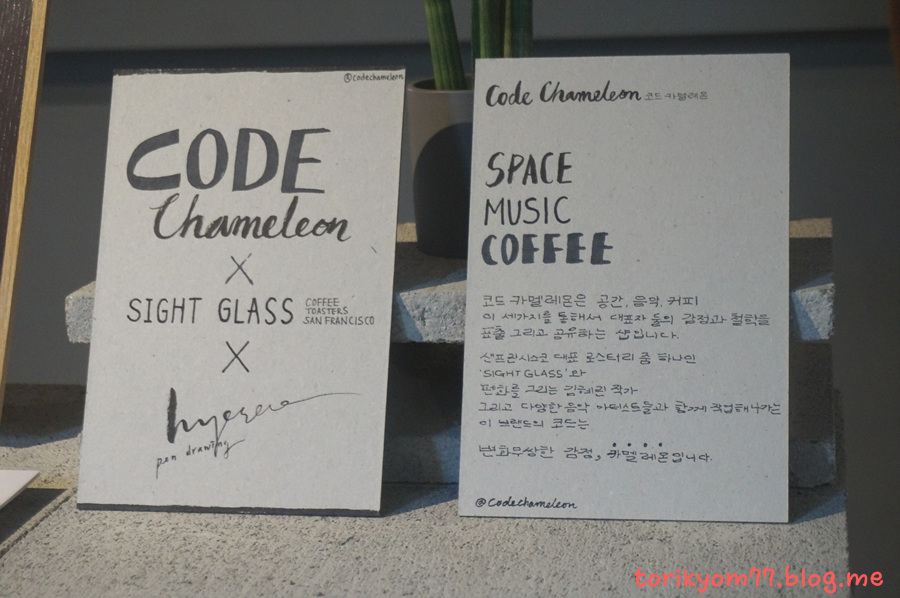 @codechameleon
CODE
Chameleon
X
SIGHT GLASS
COFFEE
TOASTERS
SAN FRANCISCO
X
hyeseon
pen drawing
Code Chameleon 코드 카멜레온
SPACE
MUSIC
COFFEE
코드 카멜레온은 공간, 음악, 커피
이 세가지를 통해서 대표자 둘의 감정과 철학을
표출 그리고 공유하는 샵입니다.
샌프란시스코 대표 로스터리 중 하나인
'SIGHT GLASS'와
펜화를 그리는 김혜린 작가
그리고 다양한 음악 아티스트들과 함께 작업해나가는
이 브랜드의 코드는
변화무상한 감정, 카멜레온입니다.
@Codechameleon
torikyom77.blog.me